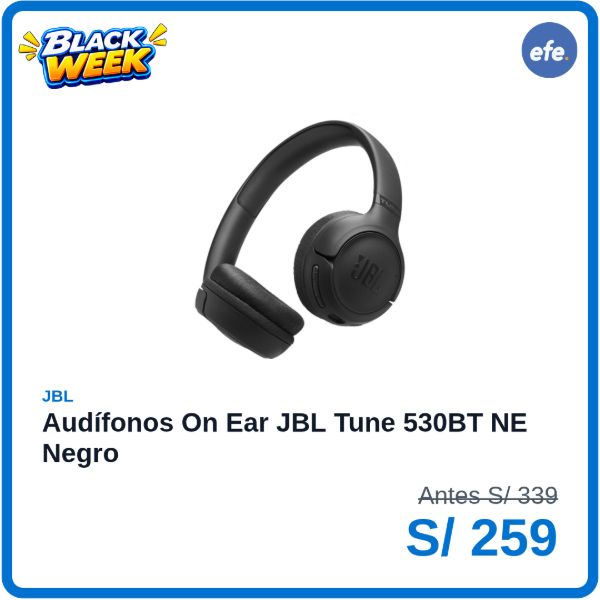 BLACK
WEEK
efe.
JBL
JBL
Audífonos On Ear JBL Tune 530BT NE
Negro
Antes S/ 339
S/ 259